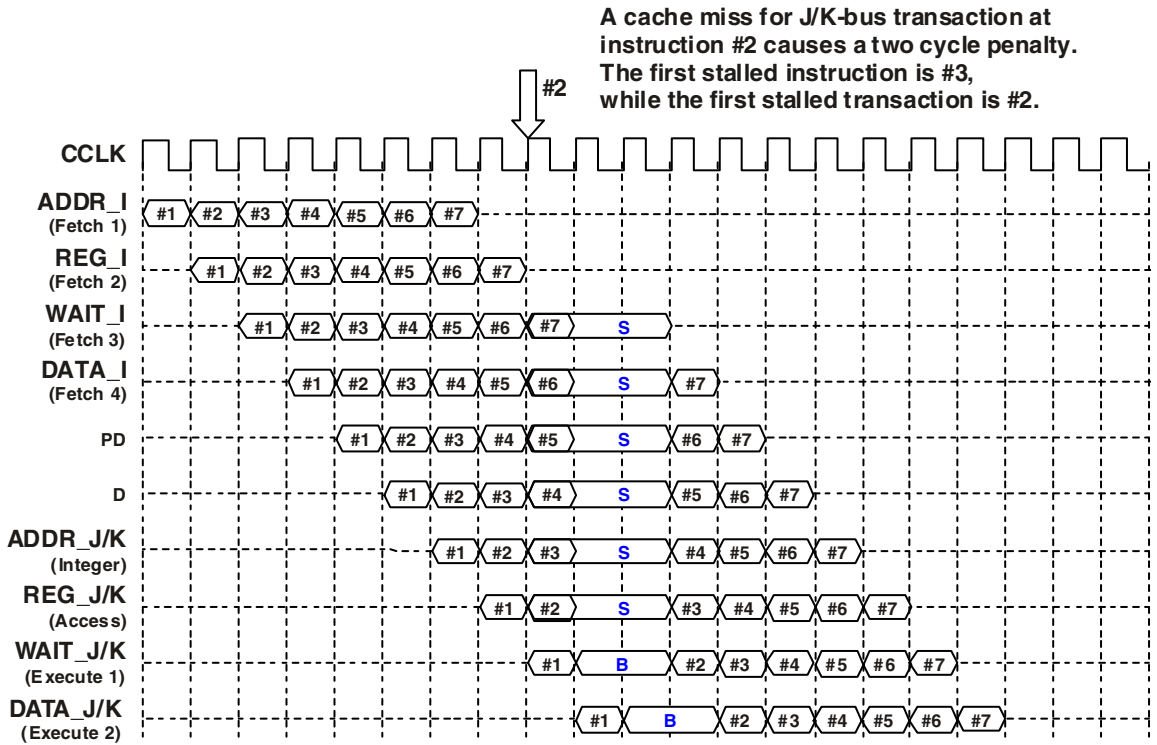 A cache miss for J/K-bus transaction at
instruction #2 causes a two cycle penalty.
The first stalled instruction is #3,
while the first stalled transaction is #2.
#2
CCLK
ADDR_I
(Fetch 1)
#1 #2 #3 #4 #5 #6 #7
REG_I
(Fetch 2)
#1 #2 #3 #4 #5 #6 #7
WAIT_I
(Fetch 3)
#1 #2 #3 #4 #5 #6 #7 S
DATA_I
(Fetch 4)
#1 #2 #3 #4 #5 #6 S #7
PD
#1 #2 #3 #4 #5 S #6 #7
D
#1 #2 #3 #4 S #5 #6 #7
ADDR_J/K
(Integer)
#1 #2 #3 S #4 #5 #6 #7
REG_J/K
(Access)
#1 #2 S #3 #4 #5 #6 #7
WAIT_J/K
(Execute 1)
#1 B #2 #3 #4 #5 #6 #7
DATA_J/K
(Execute 2)
#1 B #2 #3 #4 #5 #6 #7